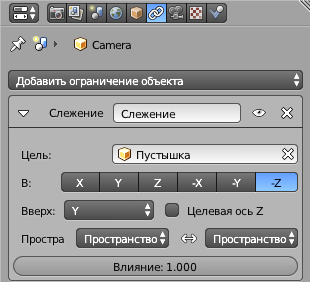 Camera
Добавить ограничение объекта
Слежение Слежение
Цель: Пустышка
В: X Y Z -X -Y -Z
Вверх: Y Целевая ось Z
Простра Пространство Пространство
Влияние: 1.000